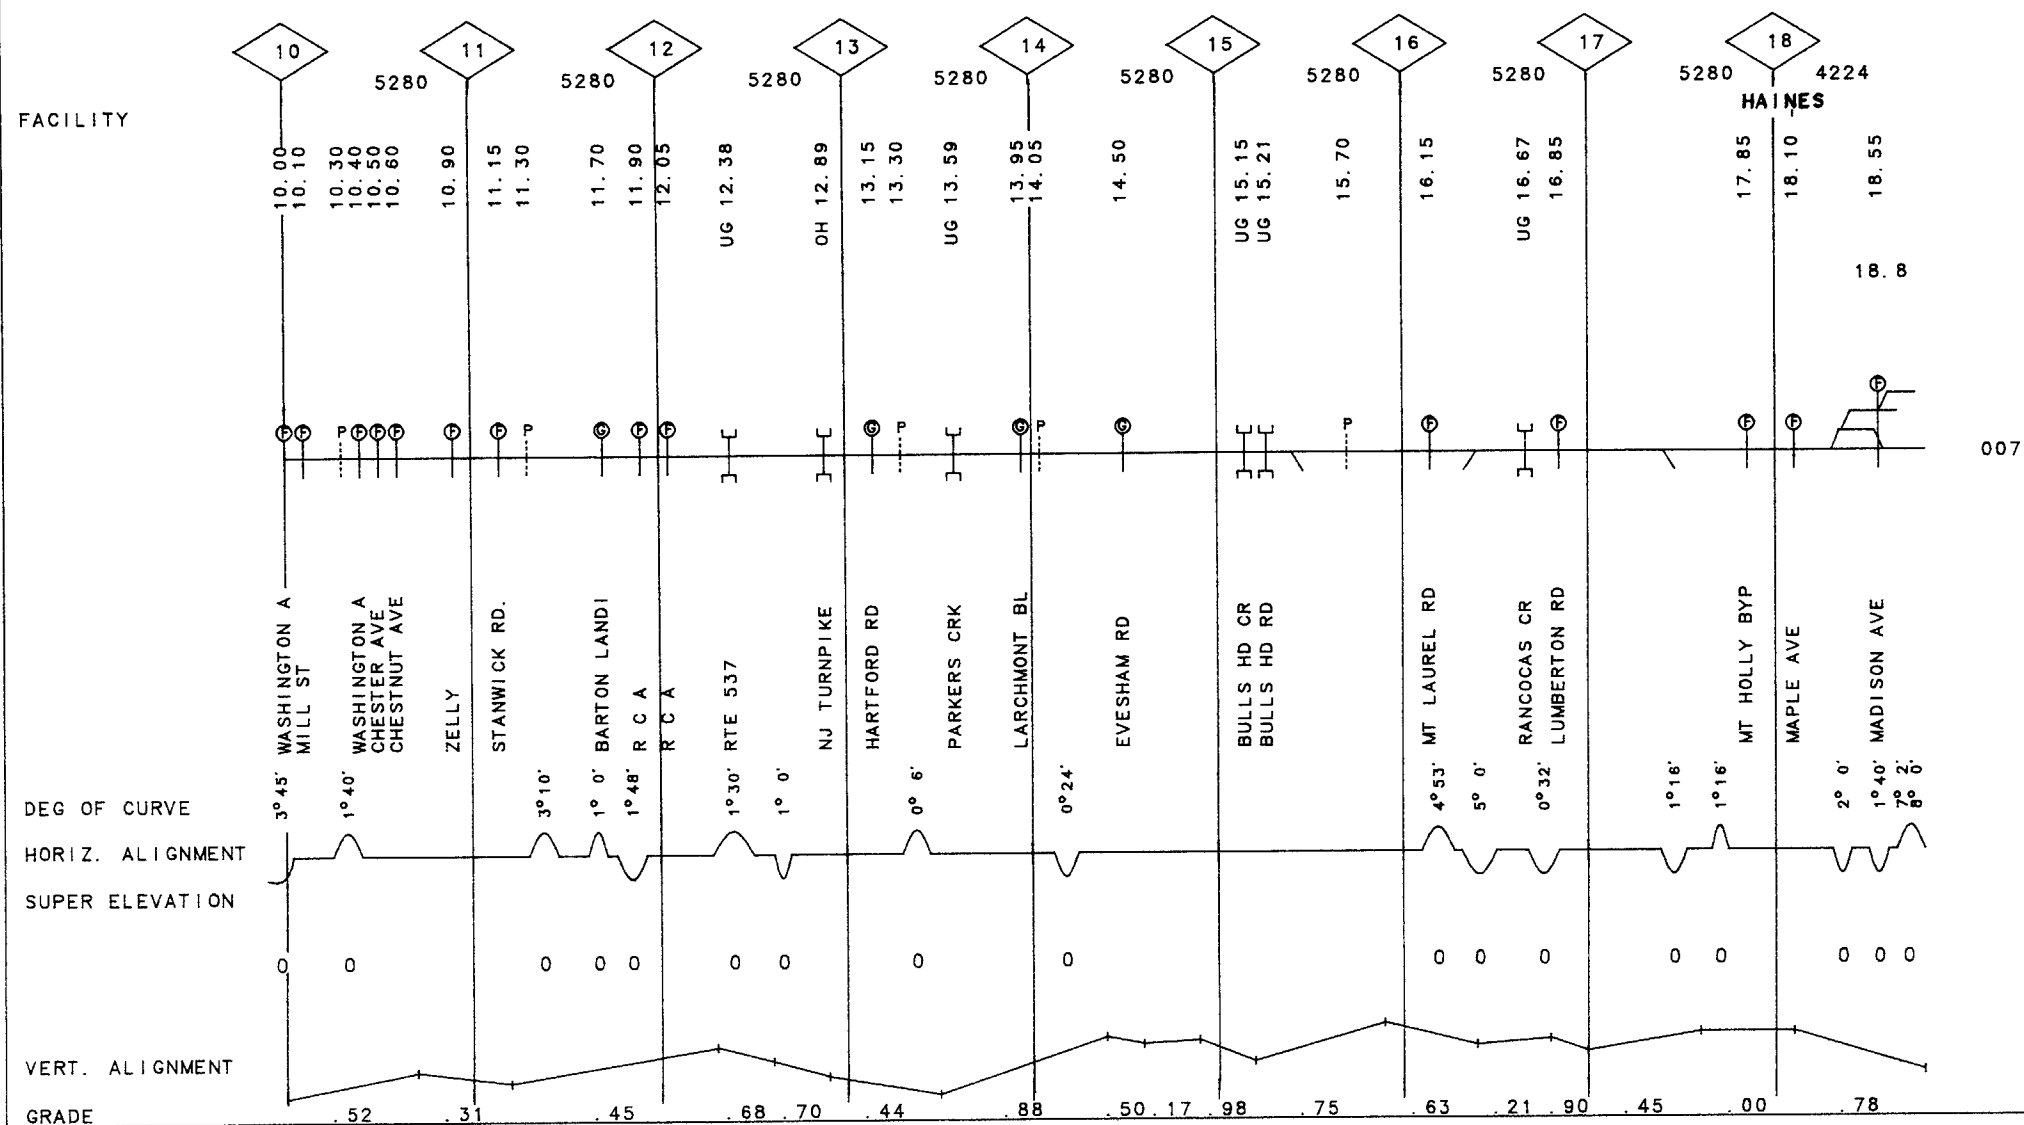 10 11 12 13 14 15 16 17 18
5280 5280 5280 5280 5280 5280 5280 5280 4224
HAINES
FACILITY
10.00
10.10
10.30
10.40
10.50
10.60
10.90
11.15
11.30
11.70
11.90
12.05
UG 12.38
OH 12.89
13.15
13.30
UG 13.59
13.95
14.05
14.50
UG 15.15
UG 15.21
15.70
16.15
UG 16.67
16.85
17.85
18.10
18.55
18.8
F F P F F F F F P G F F G P G P G P F F F F F
007
WASHINGTON A
MILL ST
WASHINGTON A
CHESTER AVE
CHESTNUT AVE
ZELLY
STANWICK RD.
BARTON LANDI
R C A
R C A
RTE 537
NJ TURNPIKE
HARTFORD RD
PARKERS CRK
LARCHMONT BL
EVESHAM RD
BULLS HD CR
BULLS HD RD
MT LAUREL RD
RANCOCAS CR
LUMBERTON RD
MT HOLLY BYP
MAPLE AVE
MADISON AVE
DEG OF CURVE
3°45'
1°40'
3°10'
1° 0'
1°48'
1°30'
1° 0'
0° 6'
0°24'
4°53'
5° 0'
0°32'
1°16'
1°16'
2° 0'
1°40'
7° 2'
8° 0'
HORIZ. ALIGNMENT
SUPER ELEVATION
0 0 0 0 0 0 0 0 0 0 0 0 0 0 0 0 0
VERT. ALIGNMENT
GRADE .52 .31 .45 .68 .70 .44 .88 .50 .17 .98 .75 .63 .21 .90 .45 .00 .78